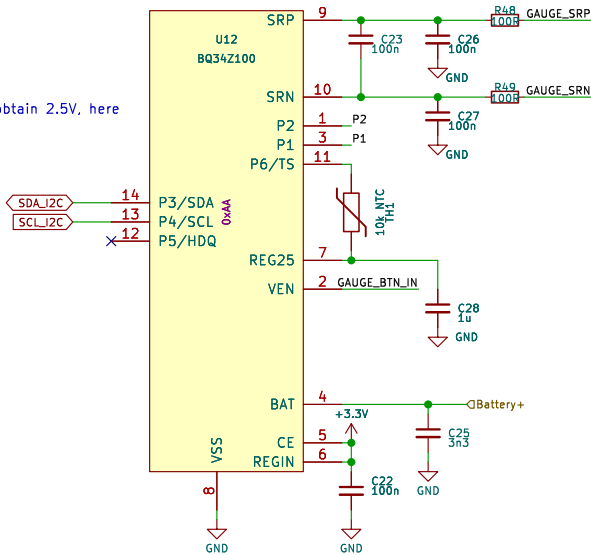 9
SRP
R48
100R
GAUGE_SRP
U12
BQ34Z100
C23
100n
C26
100n
GND
10
SRN
R49
100R
GAUGE_SRN
obtain 2.5V, here
C27
100n
GND
1
P2
P2
3
P1
P1
11
P6/TS
SDA_I2C
14
P3/SDA
SCL_I2C
13
P4/SCL
12
P5/HDQ
0xAA
10k NTC
TH1
7
REG25
2
VEN
GAUGE_BTN_IN
C28
1u
GND
4
BAT
Battery+
+3.3V
C25
3n3
GND
5
CE
6
REGIN
VSS
8
GND
C22
100n
GND